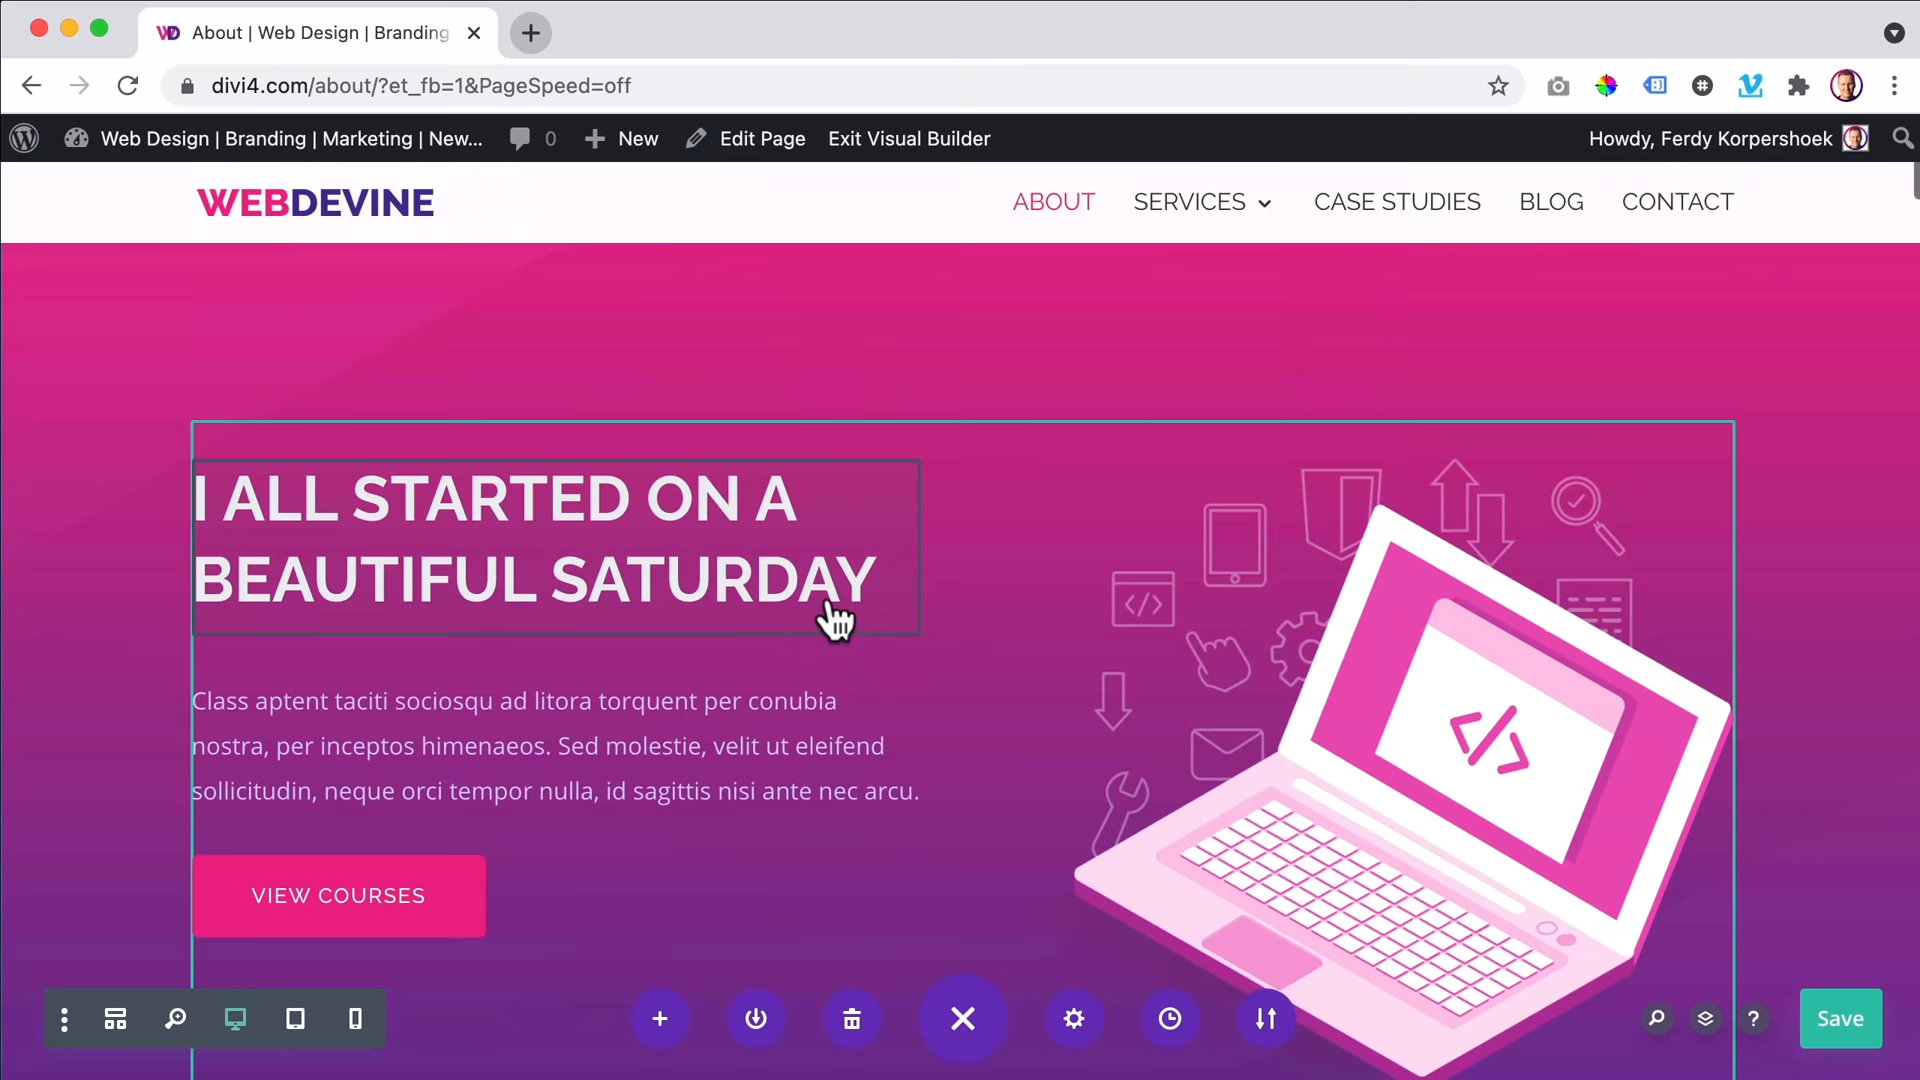 About | Web Design | Branding
divi4.com/about/?et_fb=1&PageSpeed=off
Web Design | Branding | Marketing | New... 0 New Edit Page Exit Visual Builder Howdy, Ferdy Korpershoek
WEBDEVINE ABOUT SERVICES CASE STUDIES BLOG CONTACT
I ALL STARTED ON A
BEAUTIFUL SATURDAY
Class aptent taciti sociosqu ad litora torquent per conubia
nostra, per inceptos himenaeos. Sed molestie, velit ut eleifend
sollicitudin, neque orci tempor nulla, id sagittis nisi ante nec arcu.
VIEW COURSES
Save